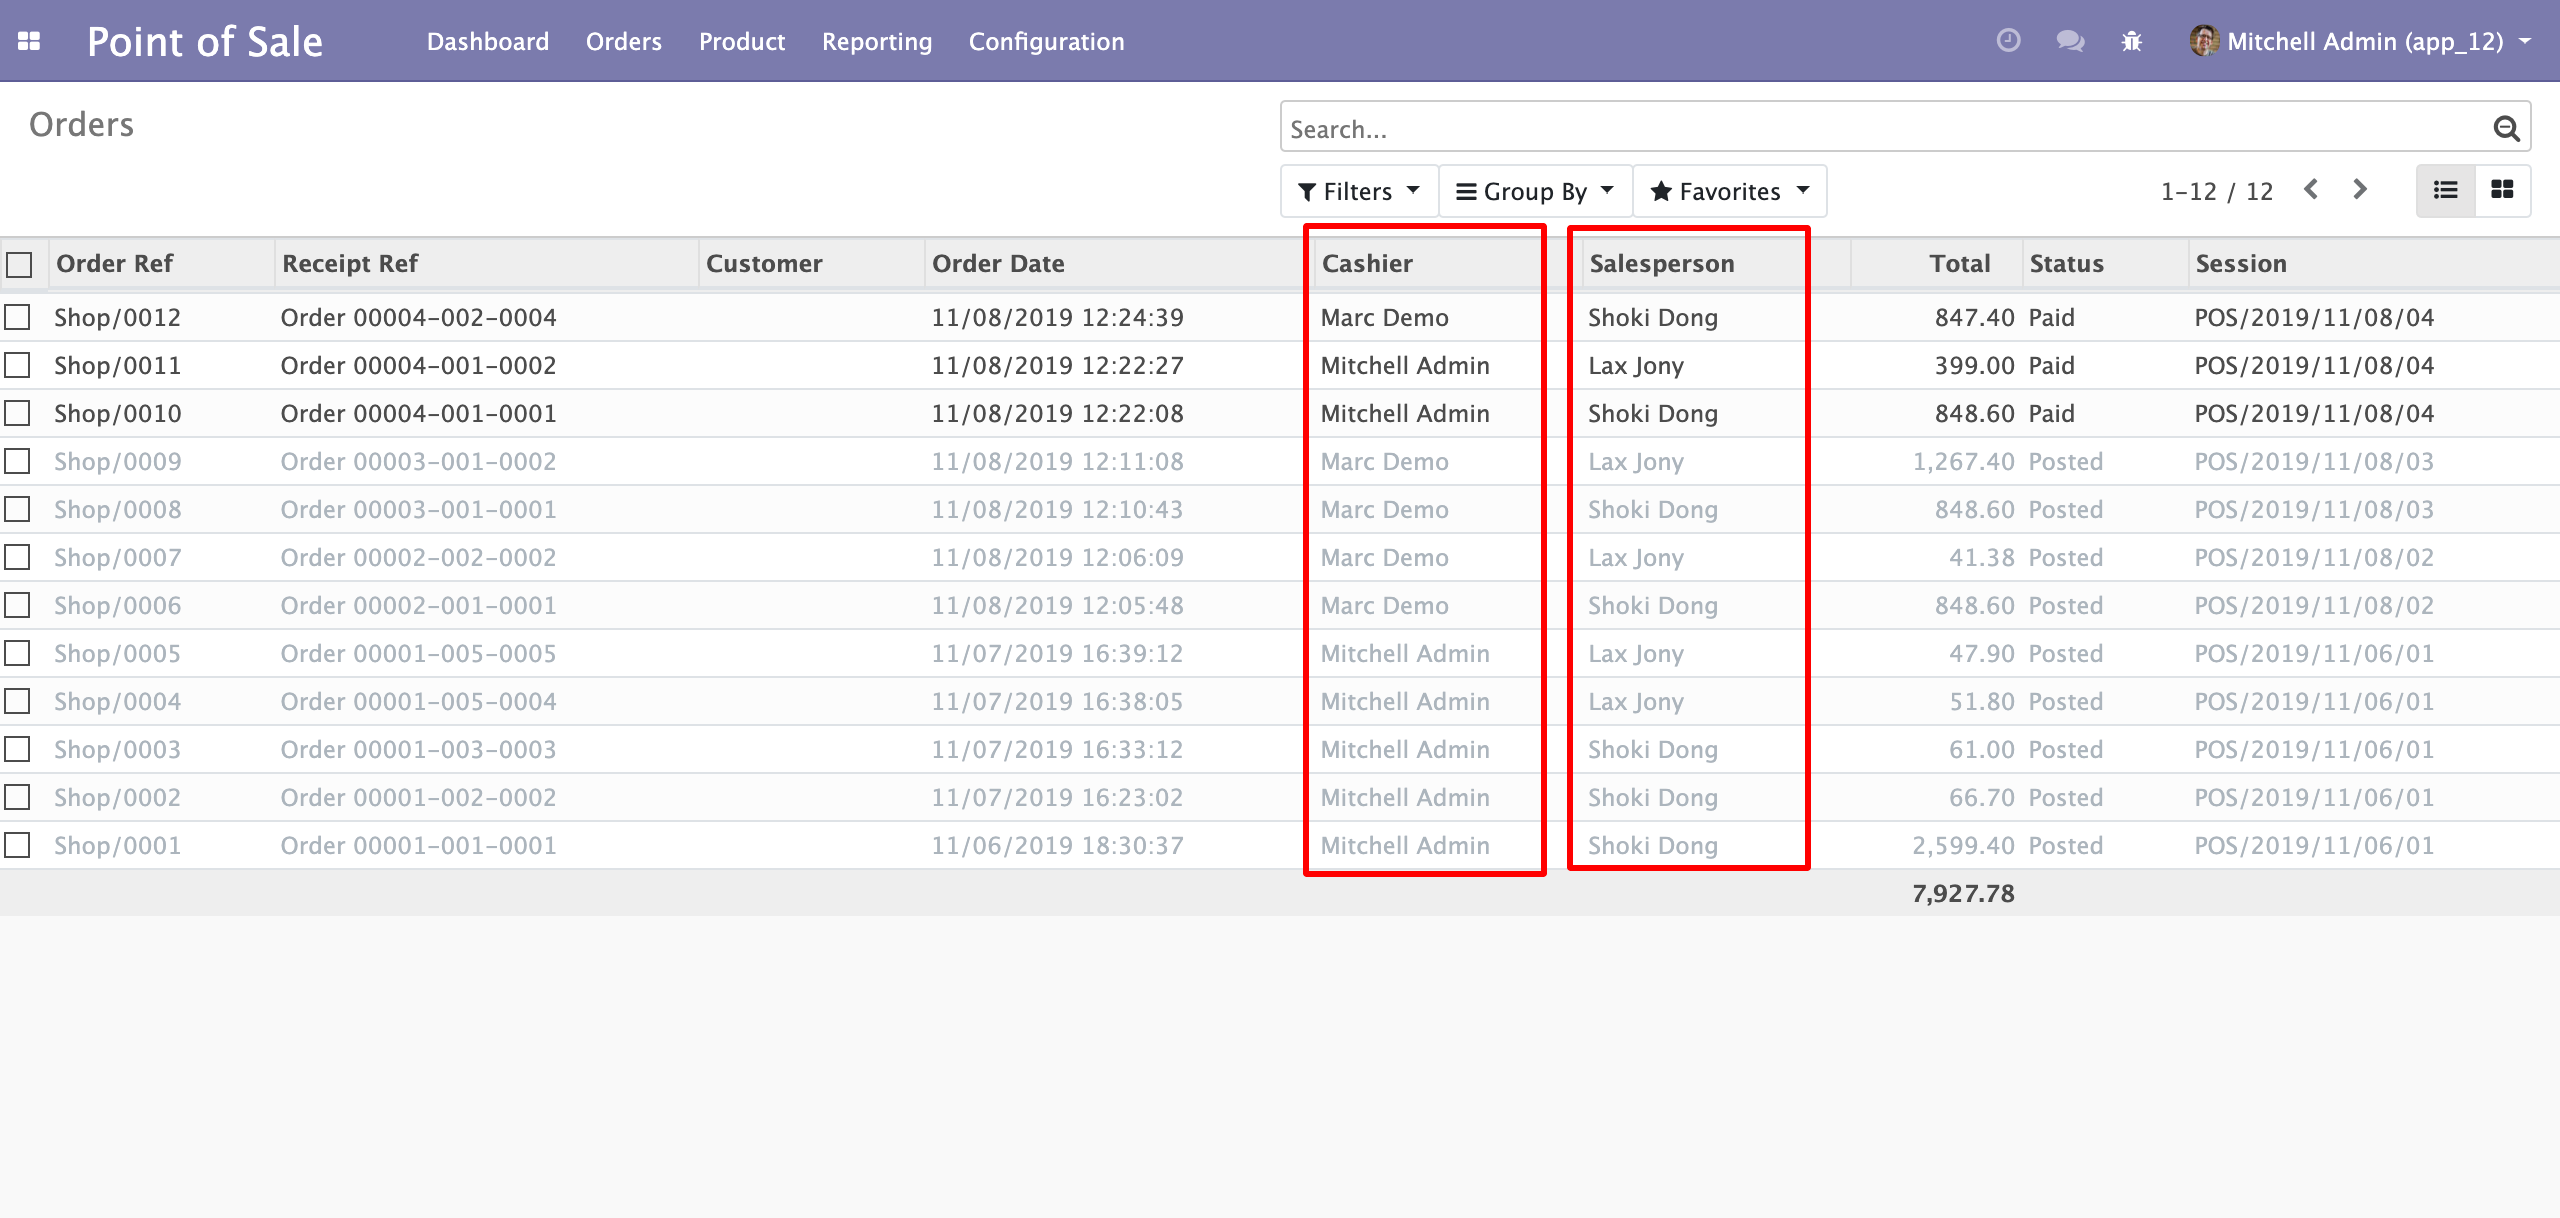 Point of Sale Dashboard Orders Product Reporting Configuration Mitchell Admin (app_12)
Orders
Search...
Filters Group By Favorites 1-12 / 12
Order Ref Receipt Ref Customer Order Date Cashier Salesperson Total Status Session
Shop/0012 Order 00004-002-0004 11/08/2019 12:24:39 Marc Demo Shoki Dong 847.40 Paid POS/2019/11/08/04
Shop/0011 Order 00004-001-0002 11/08/2019 12:22:27 Mitchell Admin Lax Jony 399.00 Paid POS/2019/11/08/04
Shop/0010 Order 00004-001-0001 11/08/2019 12:22:08 Mitchell Admin Shoki Dong 848.60 Paid POS/2019/11/08/04
Shop/0009 Order 00003-001-0002 11/08/2019 12:11:08 Marc Demo Lax Jony 1,267.40 Posted POS/2019/11/08/03
Shop/0008 Order 00003-001-0001 11/08/2019 12:10:43 Marc Demo Shoki Dong 848.60 Posted POS/2019/11/08/03
Shop/0007 Order 00002-002-0002 11/08/2019 12:06:09 Marc Demo Lax Jony 41.38 Posted POS/2019/11/08/02
Shop/0006 Order 00002-001-0001 11/08/2019 12:05:48 Marc Demo Shoki Dong 848.60 Posted POS/2019/11/08/02
Shop/0005 Order 00001-005-0005 11/07/2019 16:39:12 Mitchell Admin Lax Jony 47.90 Posted POS/2019/11/06/01
Shop/0004 Order 00001-005-0004 11/07/2019 16:38:05 Mitchell Admin Lax Jony 51.80 Posted POS/2019/11/06/01
Shop/0003 Order 00001-003-0003 11/07/2019 16:33:12 Mitchell Admin Shoki Dong 61.00 Posted POS/2019/11/06/01
Shop/0002 Order 00001-002-0002 11/07/2019 16:23:02 Mitchell Admin Shoki Dong 66.70 Posted POS/2019/11/06/01
Shop/0001 Order 00001-001-0001 11/06/2019 18:30:37 Mitchell Admin Shoki Dong 2,599.40 Posted POS/2019/11/06/01
7,927.78